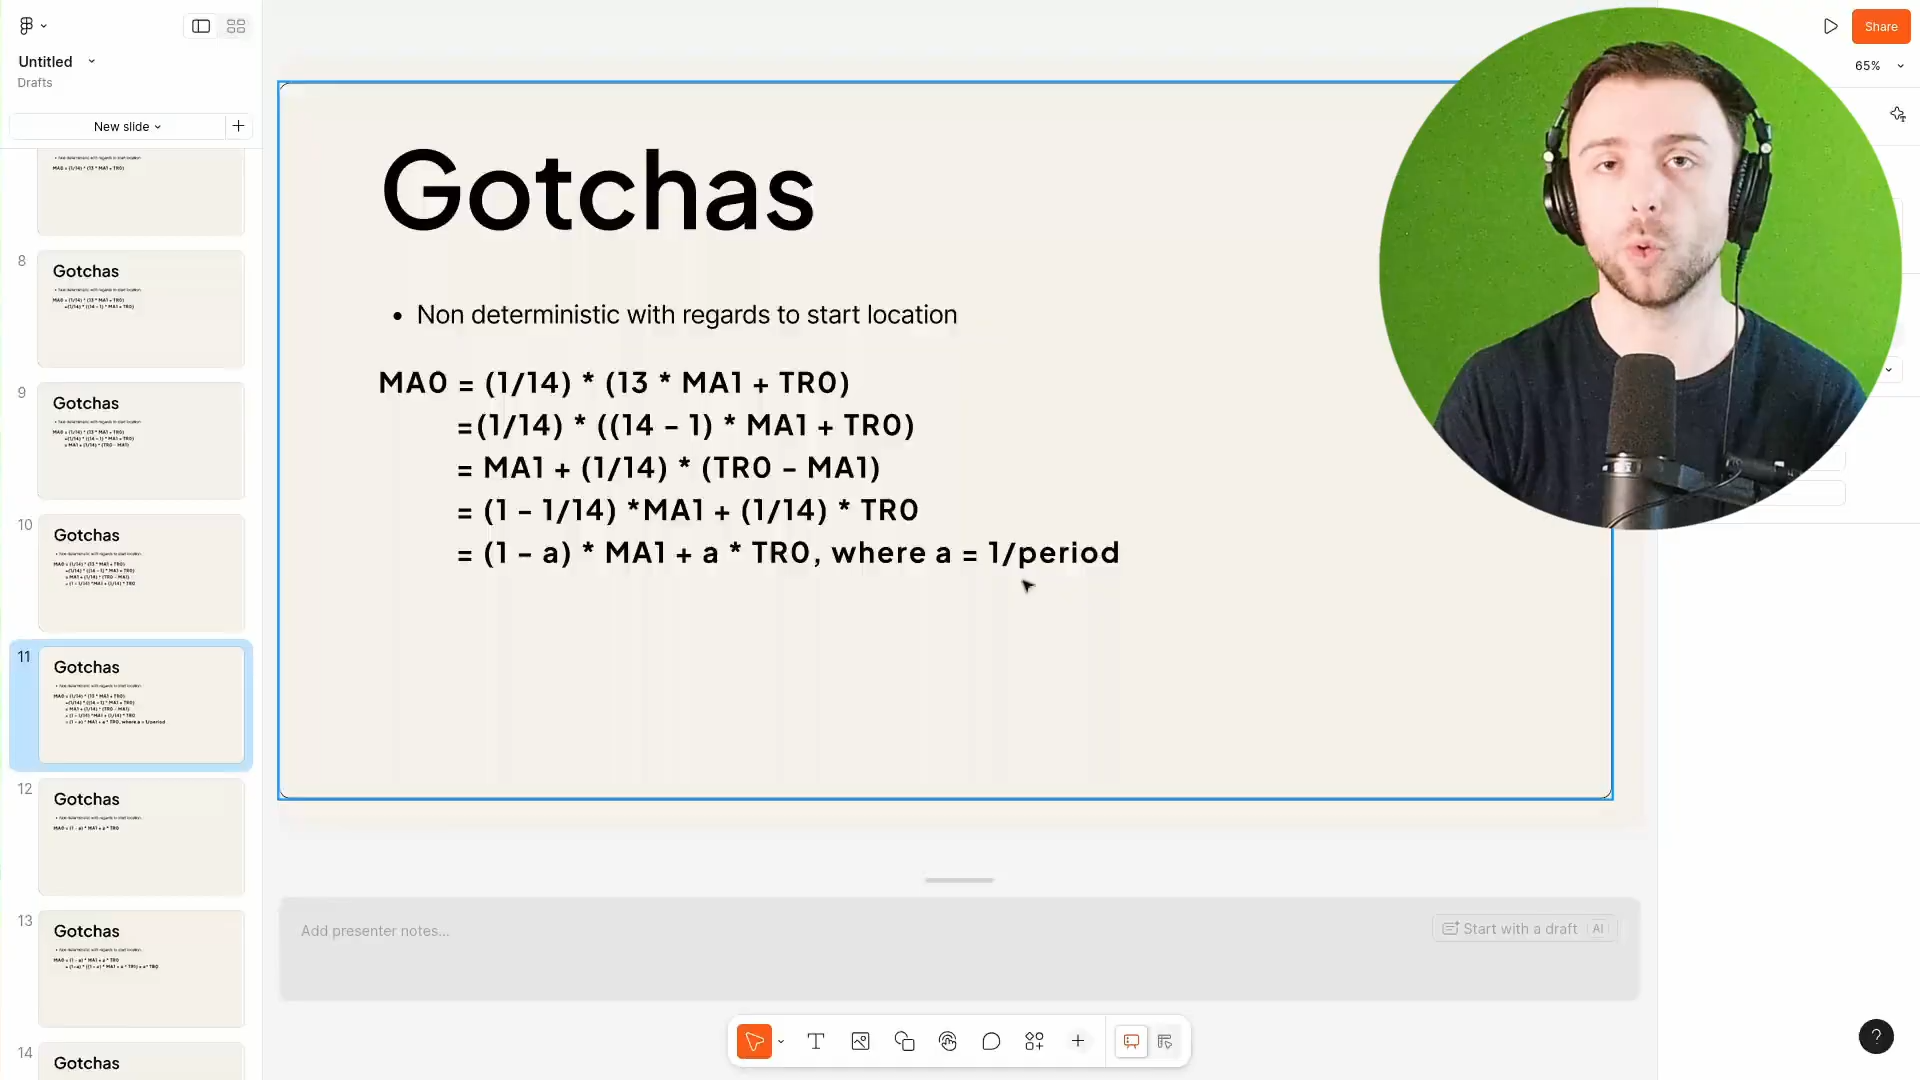 Untitled
Drafts
New slide
Share
65%
8
Gotchas
9
Gotchas
10
Gotchas
11
Gotchas
12
Gotchas
13
Gotchas
14
Gotchas
Gotchas
• Non deterministic with regards to start location
MA0 = (1/14) * (13 * MA1 + TR0)
=(1/14) * ((14 - 1) * MA1 + TR0)
= MA1 + (1/14) * (TR0 - MA1)
= (1 - 1/14) *MA1 + (1/14) * TR0
= (1 - a) * MA1 + a * TR0, where a = 1/period
Add presenter notes...
Start with a draft AI
?